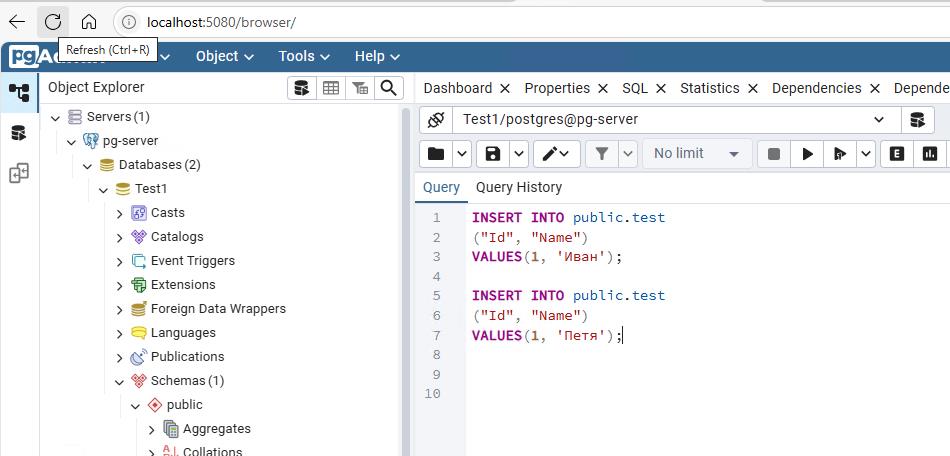 localhost:5080/browser/
Refresh (Ctrl+R)
pgAdmin
Object
Tools
Help
Object Explorer
Servers (1)
pg-server
Databases (2)
Test1
Casts
Catalogs
Event Triggers
Extensions
Foreign Data Wrappers
Languages
Publications
Schemas (1)
public
Aggregates
Collations
Dashboard
Properties
SQL
Statistics
Dependencies
Depende
Test1/postgres@pg-server
No limit
E
Query
Query History
1 INSERT INTO public.test
2 ("Id", "Name")
3 VALUES(1, 'Иван');
4
5 INSERT INTO public.test
6 ("Id", "Name")
7 VALUES(1, 'Петя');
8
9
10